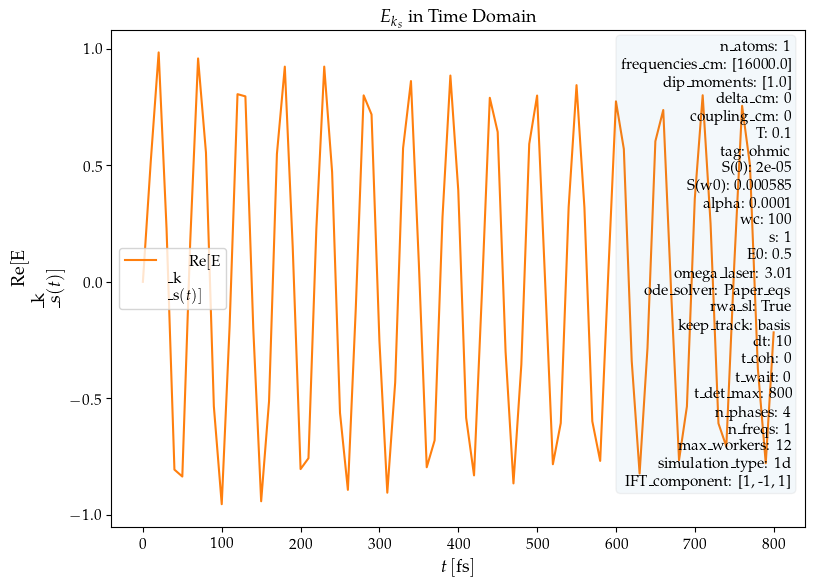 E_{k_s} in Time Domain
1.0
0.5
0.0
−0.5
−1.0
Re[E
_k
_s(t)]
Re[E
_k
_s(t)]
n_atoms: 1
frequencies_cm: [16000.0]
dip_moments: [1.0]
delta_cm: 0
coupling_cm: 0
T: 0.1
tag: ohmic
S(0): 2e-05
S(w0): 0.000585
alpha: 0.0001
wc: 100
s: 1
E0: 0.5
omega_laser: 3.01
ode_solver: Paper_eqs
rwa_sl: True
keep_track: basis
dt: 10
t_coh: 0
t_wait: 0
t_det_max: 800
n_phases: 4
n_freqs: 1
max_workers: 12
simulation_type: 1d
IFT_component: [1, -1, 1]
0 100 200 300 400 500 600 700 800
t [fs]